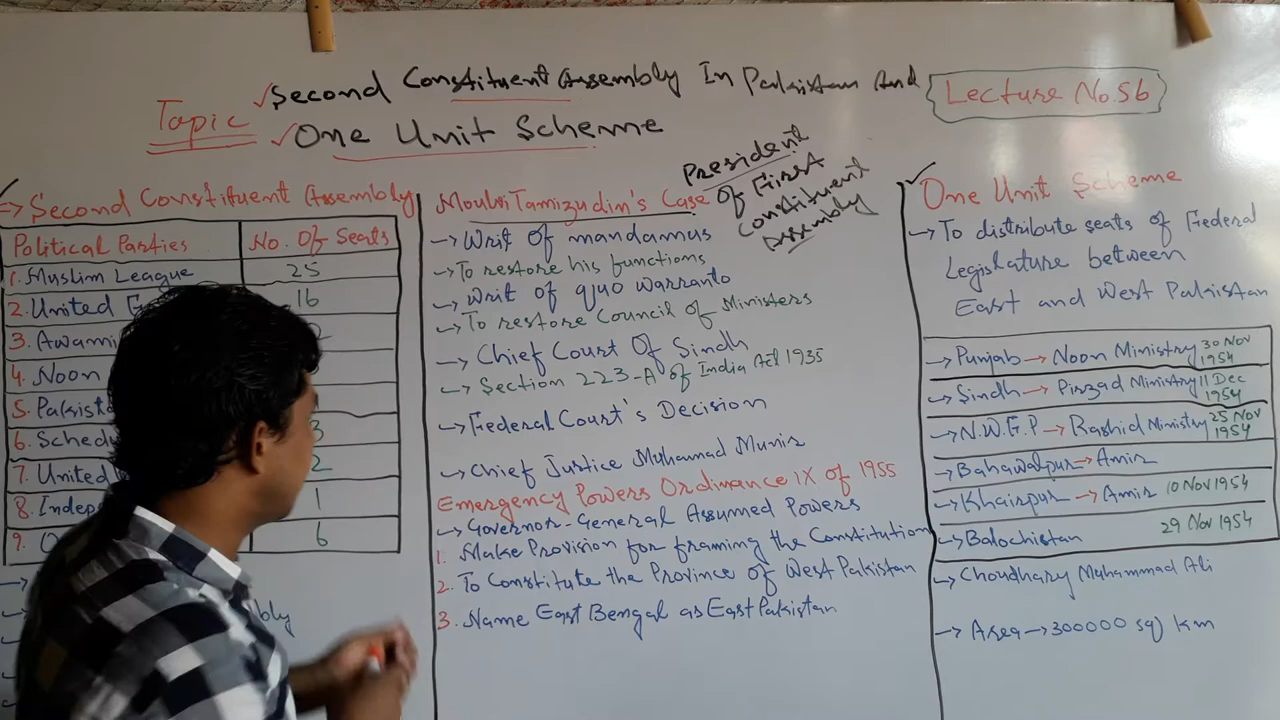 Second Constituent Assembly In Pakistan And
Topic
One Unit Scheme
Lecture No.56
Second Constituent Assembly
Political Parties No. Of Seats
1. Muslim League 25
2. United 16
3. Awami
4. Noon
5. Pakist
6. Schedu 3
7. United 2
8. Indep 1
9. 6
bly
Moulvi Tamizudin's Case
President
Of First
Constituent
Assembly
→ Writ Of mandamus
→ To restore his functions
→ Writ of quo warranto
→ To restore Council of Ministers
→ Chief Court Of Sindh
→ Section 223-A of India Act 1935
→ Federal Court's Decision
→ Chief Justice Muhammad Munir
Emergency Powers Ordinance IX of 1955
→ Governor-General Assumed Powers
1. Make Provision for framing the Constitution
2. To Constitute the Province of West Pakistan
3. Name East Bengal as East Pakistan
One Unit Scheme
→ To distribute seats of Federal
Legislature between
East and West Pakistan
→ Punjab → Noon Ministry 30 Nov 1954
→ Sindh → Pirzad Ministry 11 Dec 1954
→ N.W.F.P → Rashid Ministry 25 Nov 1954
→ Bahawalpur → Amir
→ Khairpur → Amir 10 Nov 1954
→ Balochistan 29 Nov 1954
→ Choudhary Muhammad Ali
→ Area → 300000 sq km